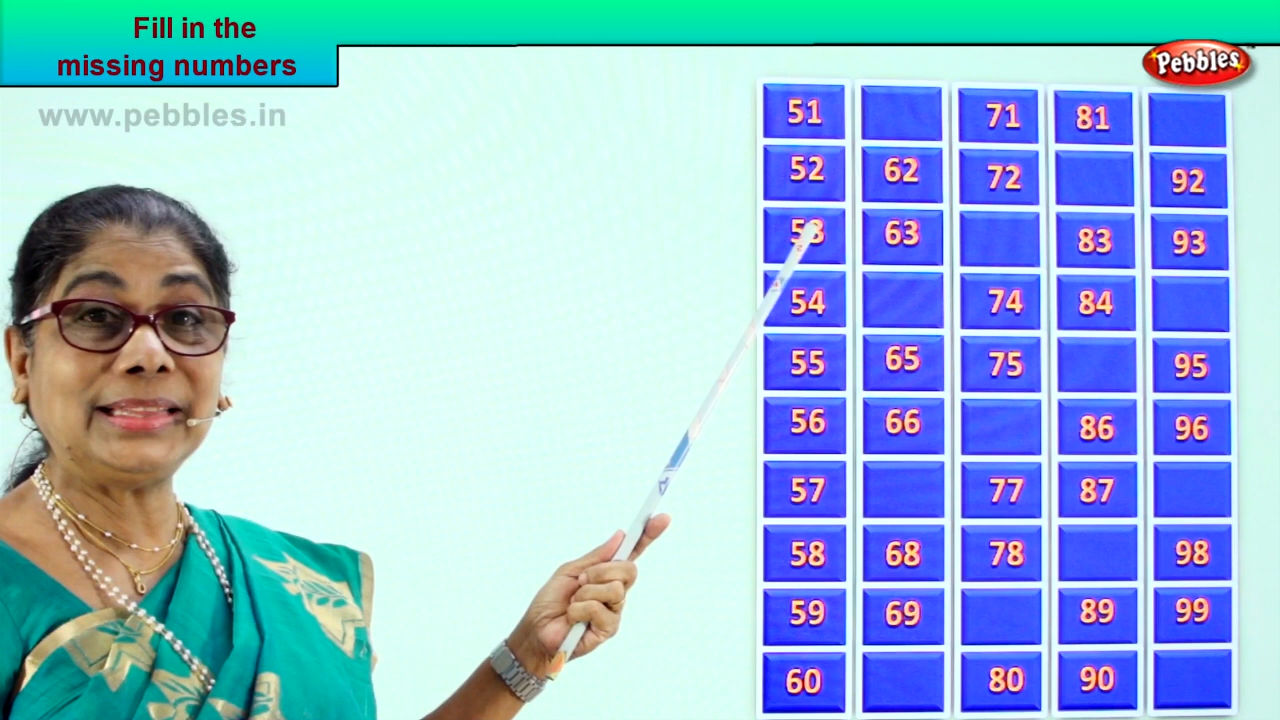 Fill in the
missing numbers
Pebbles
www.pebbles.in
51 71 81
52 62 72 92
53 63 83 93
54 74 84
55 65 75 95
56 66 86 96
57 77 87
58 68 78 98
59 69 89 99
60 80 90